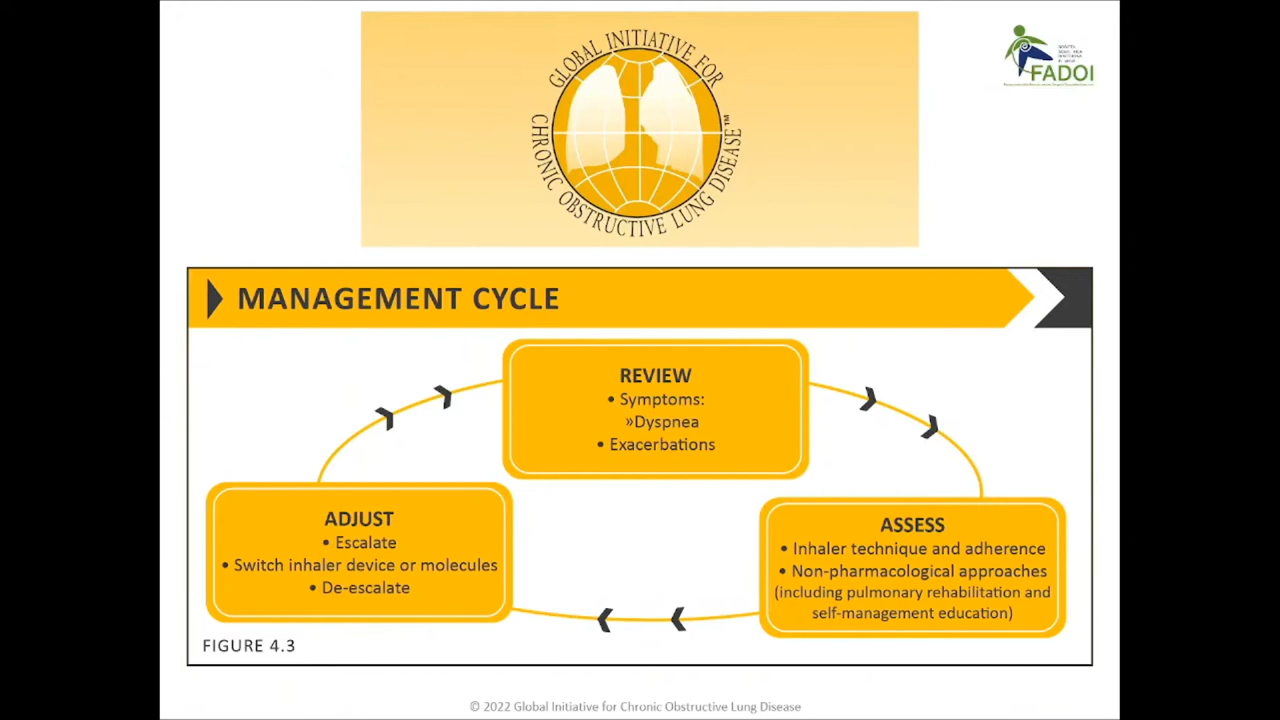 GLOBAL INITIATIVE FOR
CHRONIC OBSTRUCTIVE LUNG DISEASE™
FADOI
MANAGEMENT CYCLE
REVIEW
• Symptoms:
»Dyspnea
• Exacerbations
ADJUST
• Escalate
• Switch inhaler device or molecules
• De-escalate
ASSESS
• Inhaler technique and adherence
• Non-pharmacological approaches
(including pulmonary rehabilitation and
self-management education)
FIGURE 4.3
© 2022 Global Initiative for Chronic Obstructive Lung Disease